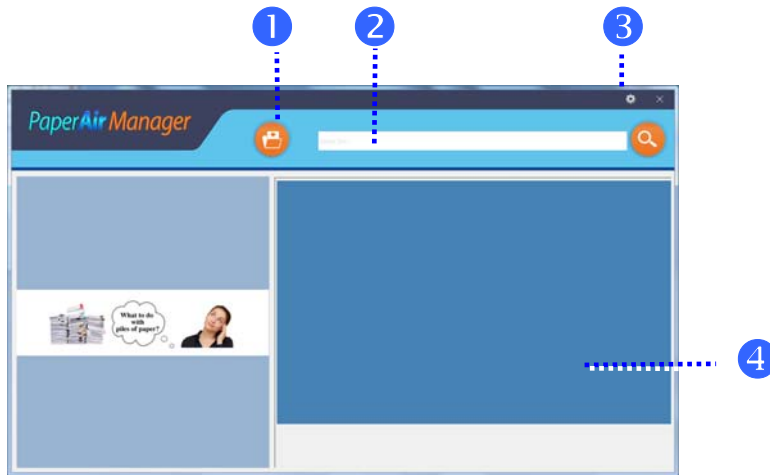 1 2 3
PaperAir Manager
What to do
with
piles of paper?
4